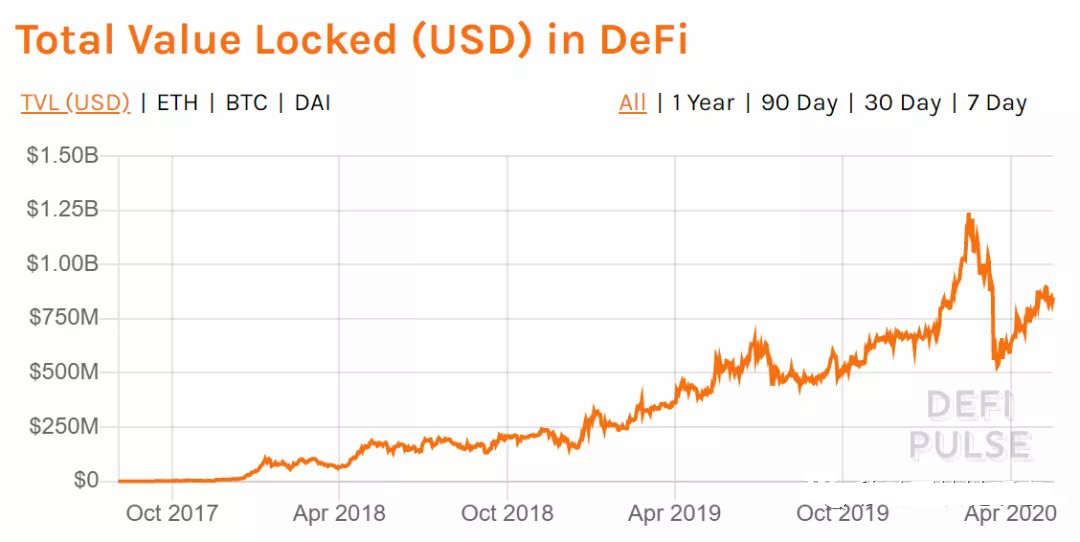 Total Value Locked (USD) in DeFi
TVL (USD) | ETH | BTC | DAI
All | 1 Year | 90 Day | 30 Day | 7 Day
$1.50B
$1.25B
$1.00B
$750M
$500M
$250M
$0
DEFI
PULSE
Oct 2017 Apr 2018 Oct 2018 Apr 2019 Oct 2019 Apr 2020